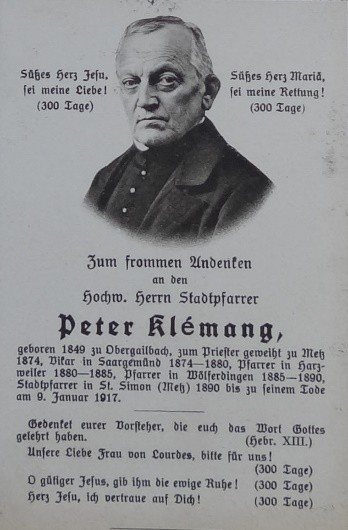 Süßes Herz Jesu,
sei meine Liebe!
(300 Tage)
Süßes Herz Mariä,
sei meine Rettung!
(300 Tage)
Zum frommen Andenken
an den
Hochw. Herrn Stadtpfarrer
Peter Klémang,
geboren 1849 zu Obergailbach, zum Priester geweiht zu Metz
1874, Vikar in Saargemünd 1874—1880, Pfarrer in Harz-
weiler 1880—1885, Pfarrer in Wölferdingen 1885—1890,
Stadtpfarrer in St. Simon (Metz) 1890 bis zu seinem Tode
am 9. Januar 1917.
Gedenket eurer Vorsteher, die euch das Wort Gottes
gelehrt haben. (Hebr. XIII.)
Unsere Liebe Frau von Lourdes, bitte für uns!
(300 Tage)
O gütiger Jesus, gib ihm die ewige Ruhe! (300 Tage)
Herz Jesu, ich vertraue auf Dich! (300 Tage)